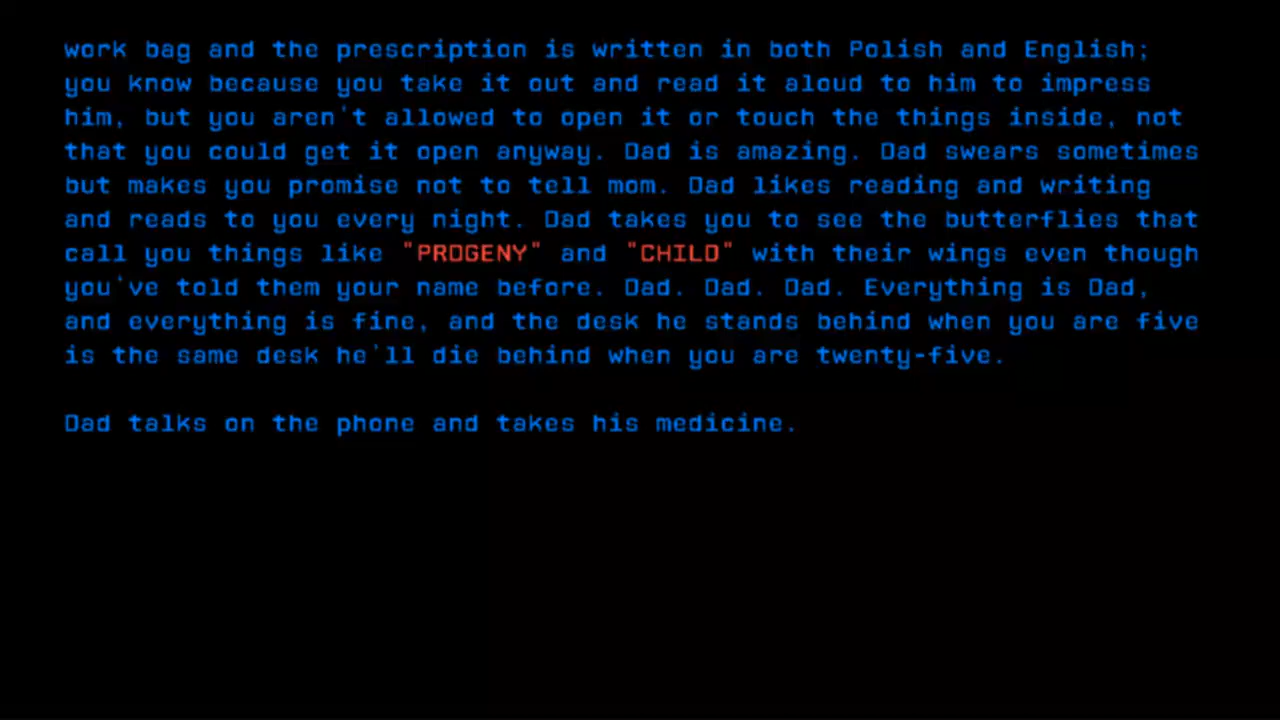 work bag and the prescription is written in both Polish and English;
you know because you take it out and read it aloud to him to impress
him, but you aren't allowed to open it or touch the things inside, not
that you could get it open anyway. Dad is amazing. Dad swears sometimes
but makes you promise not to tell mom. Dad likes reading and writing
and reads to you every night. Dad takes you to see the butterflies that
call you things like "PROGENY" and "CHILD" with their wings even though
you've told them your name before. Dad. Dad. Dad. Everything is Dad,
and everything is fine, and the desk he stands behind when you are five
is the same desk he'll die behind when you are twenty-five.
Dad talks on the phone and takes his medicine.